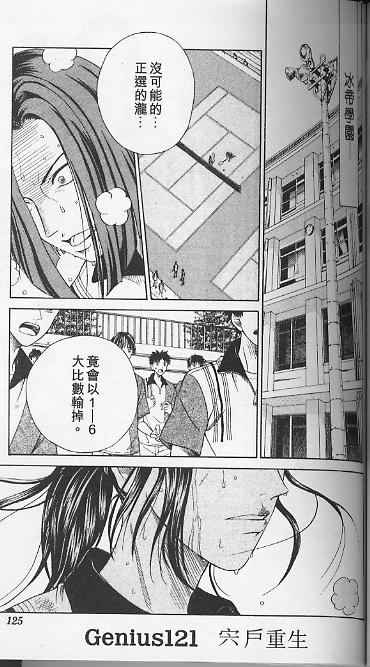 冰帝學園
沒可能的…
正選的瀧…
竟會以1—6
大比數輸掉。
125
Genius121 宍戶重生